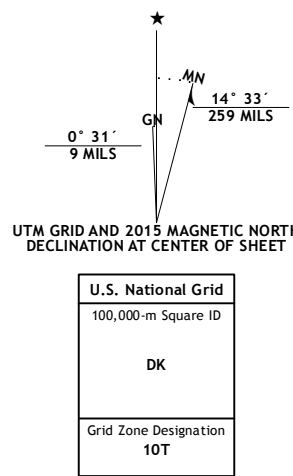 ★
MN
GN
14° 33´
259 MILS
0° 31´
9 MILS
UTM GRID AND 2015 MAGNETIC NORTH
DECLINATION AT CENTER OF SHEET
U.S. National Grid
100,000-m Square ID
DK
Grid Zone Designation
10T